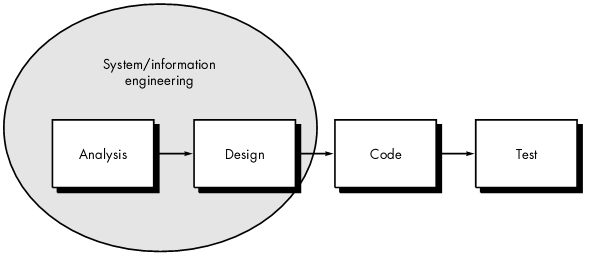 System/information
engineering
Analysis
Design
Code
Test